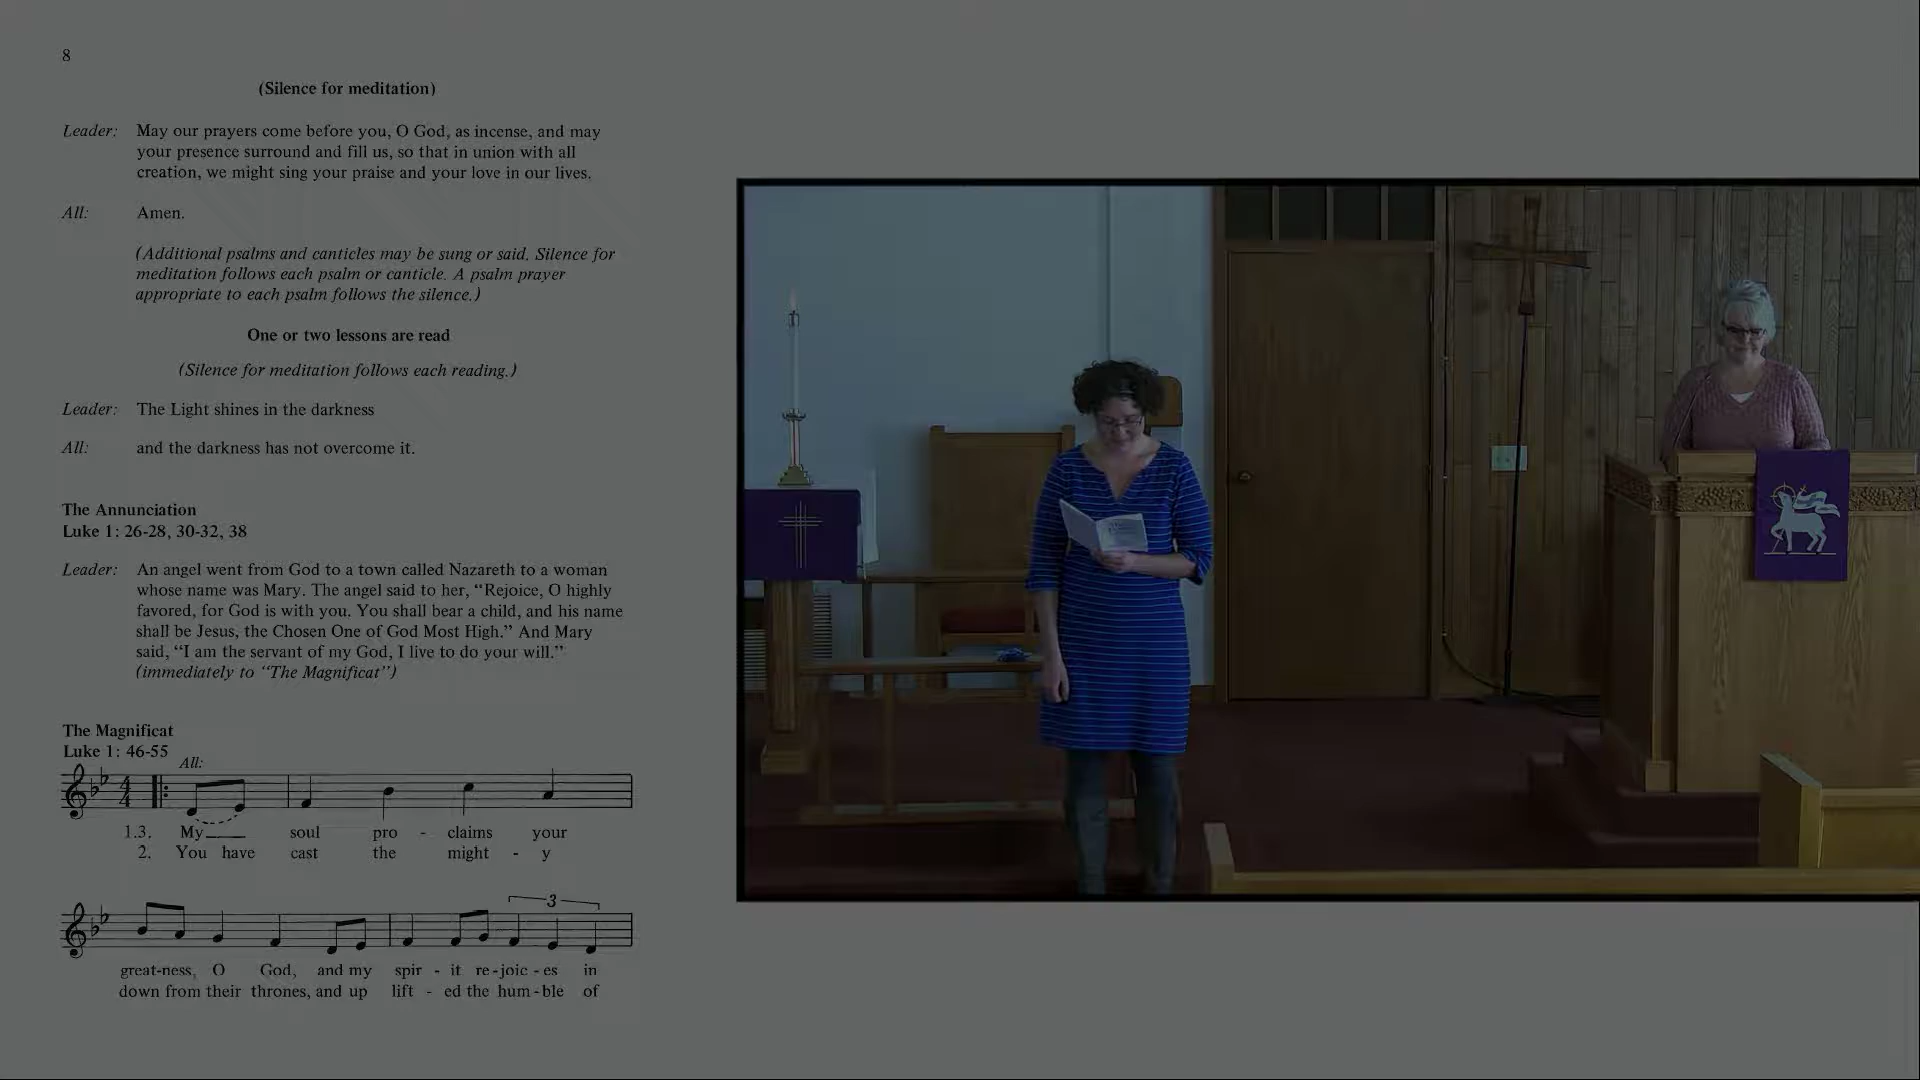 8
(Silence for meditation)
Leader: May our prayers come before you, O God, as incense, and may
your presence surround and fill us, so that in union with all
creation, we might sing your praise and your love in our lives.
All: Amen.
(Additional psalms and canticles may be sung or said. Silence for
meditation follows each psalm or canticle. A psalm prayer
appropriate to each psalm follows the silence.)
One or two lessons are read
(Silence for meditation follows each reading.)
Leader: The Light shines in the darkness
All: and the darkness has not overcome it.
The Annunciation
Luke 1: 26-28, 30-32, 38
Leader: An angel went from God to a town called Nazareth to a woman
whose name was Mary. The angel said to her, “Rejoice, O highly
favored, for God is with you. You shall bear a child, and his name
shall be Jesus, the Chosen One of God Most High.” And Mary
said, “I am the servant of my God, I live to do your will.”
(immediately to “The Magnificat”)
The Magnificat
Luke 1: 46-55
All:
4
4
1.3. My____ soul pro - claims your
2. You have cast the might - y
3
great-ness, O God, and my spir - it re-joic-es in
down from their thrones, and up lift - ed the hum-ble of